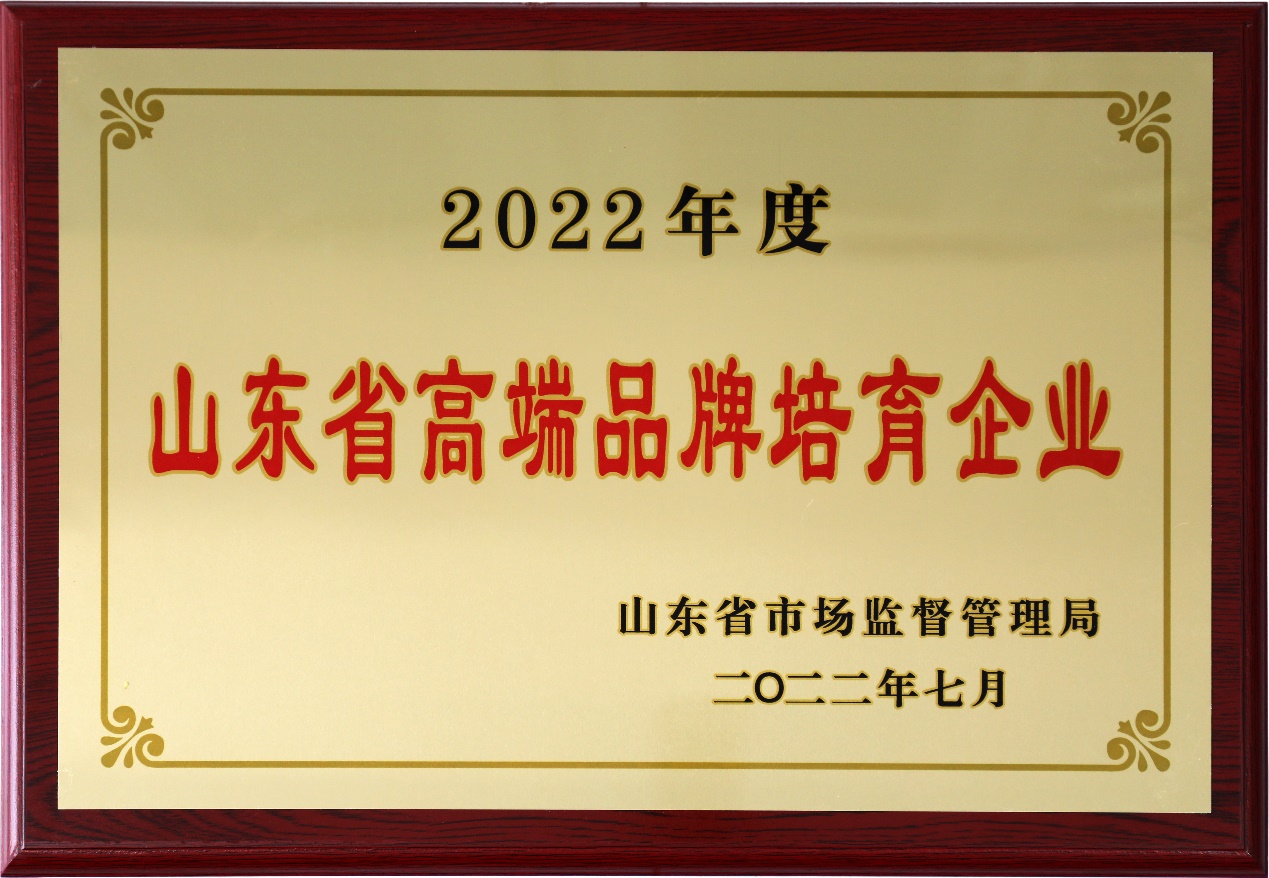 2022年度
山东省高端品牌培育企业
山东省市场监督管理局
二〇二二年七月